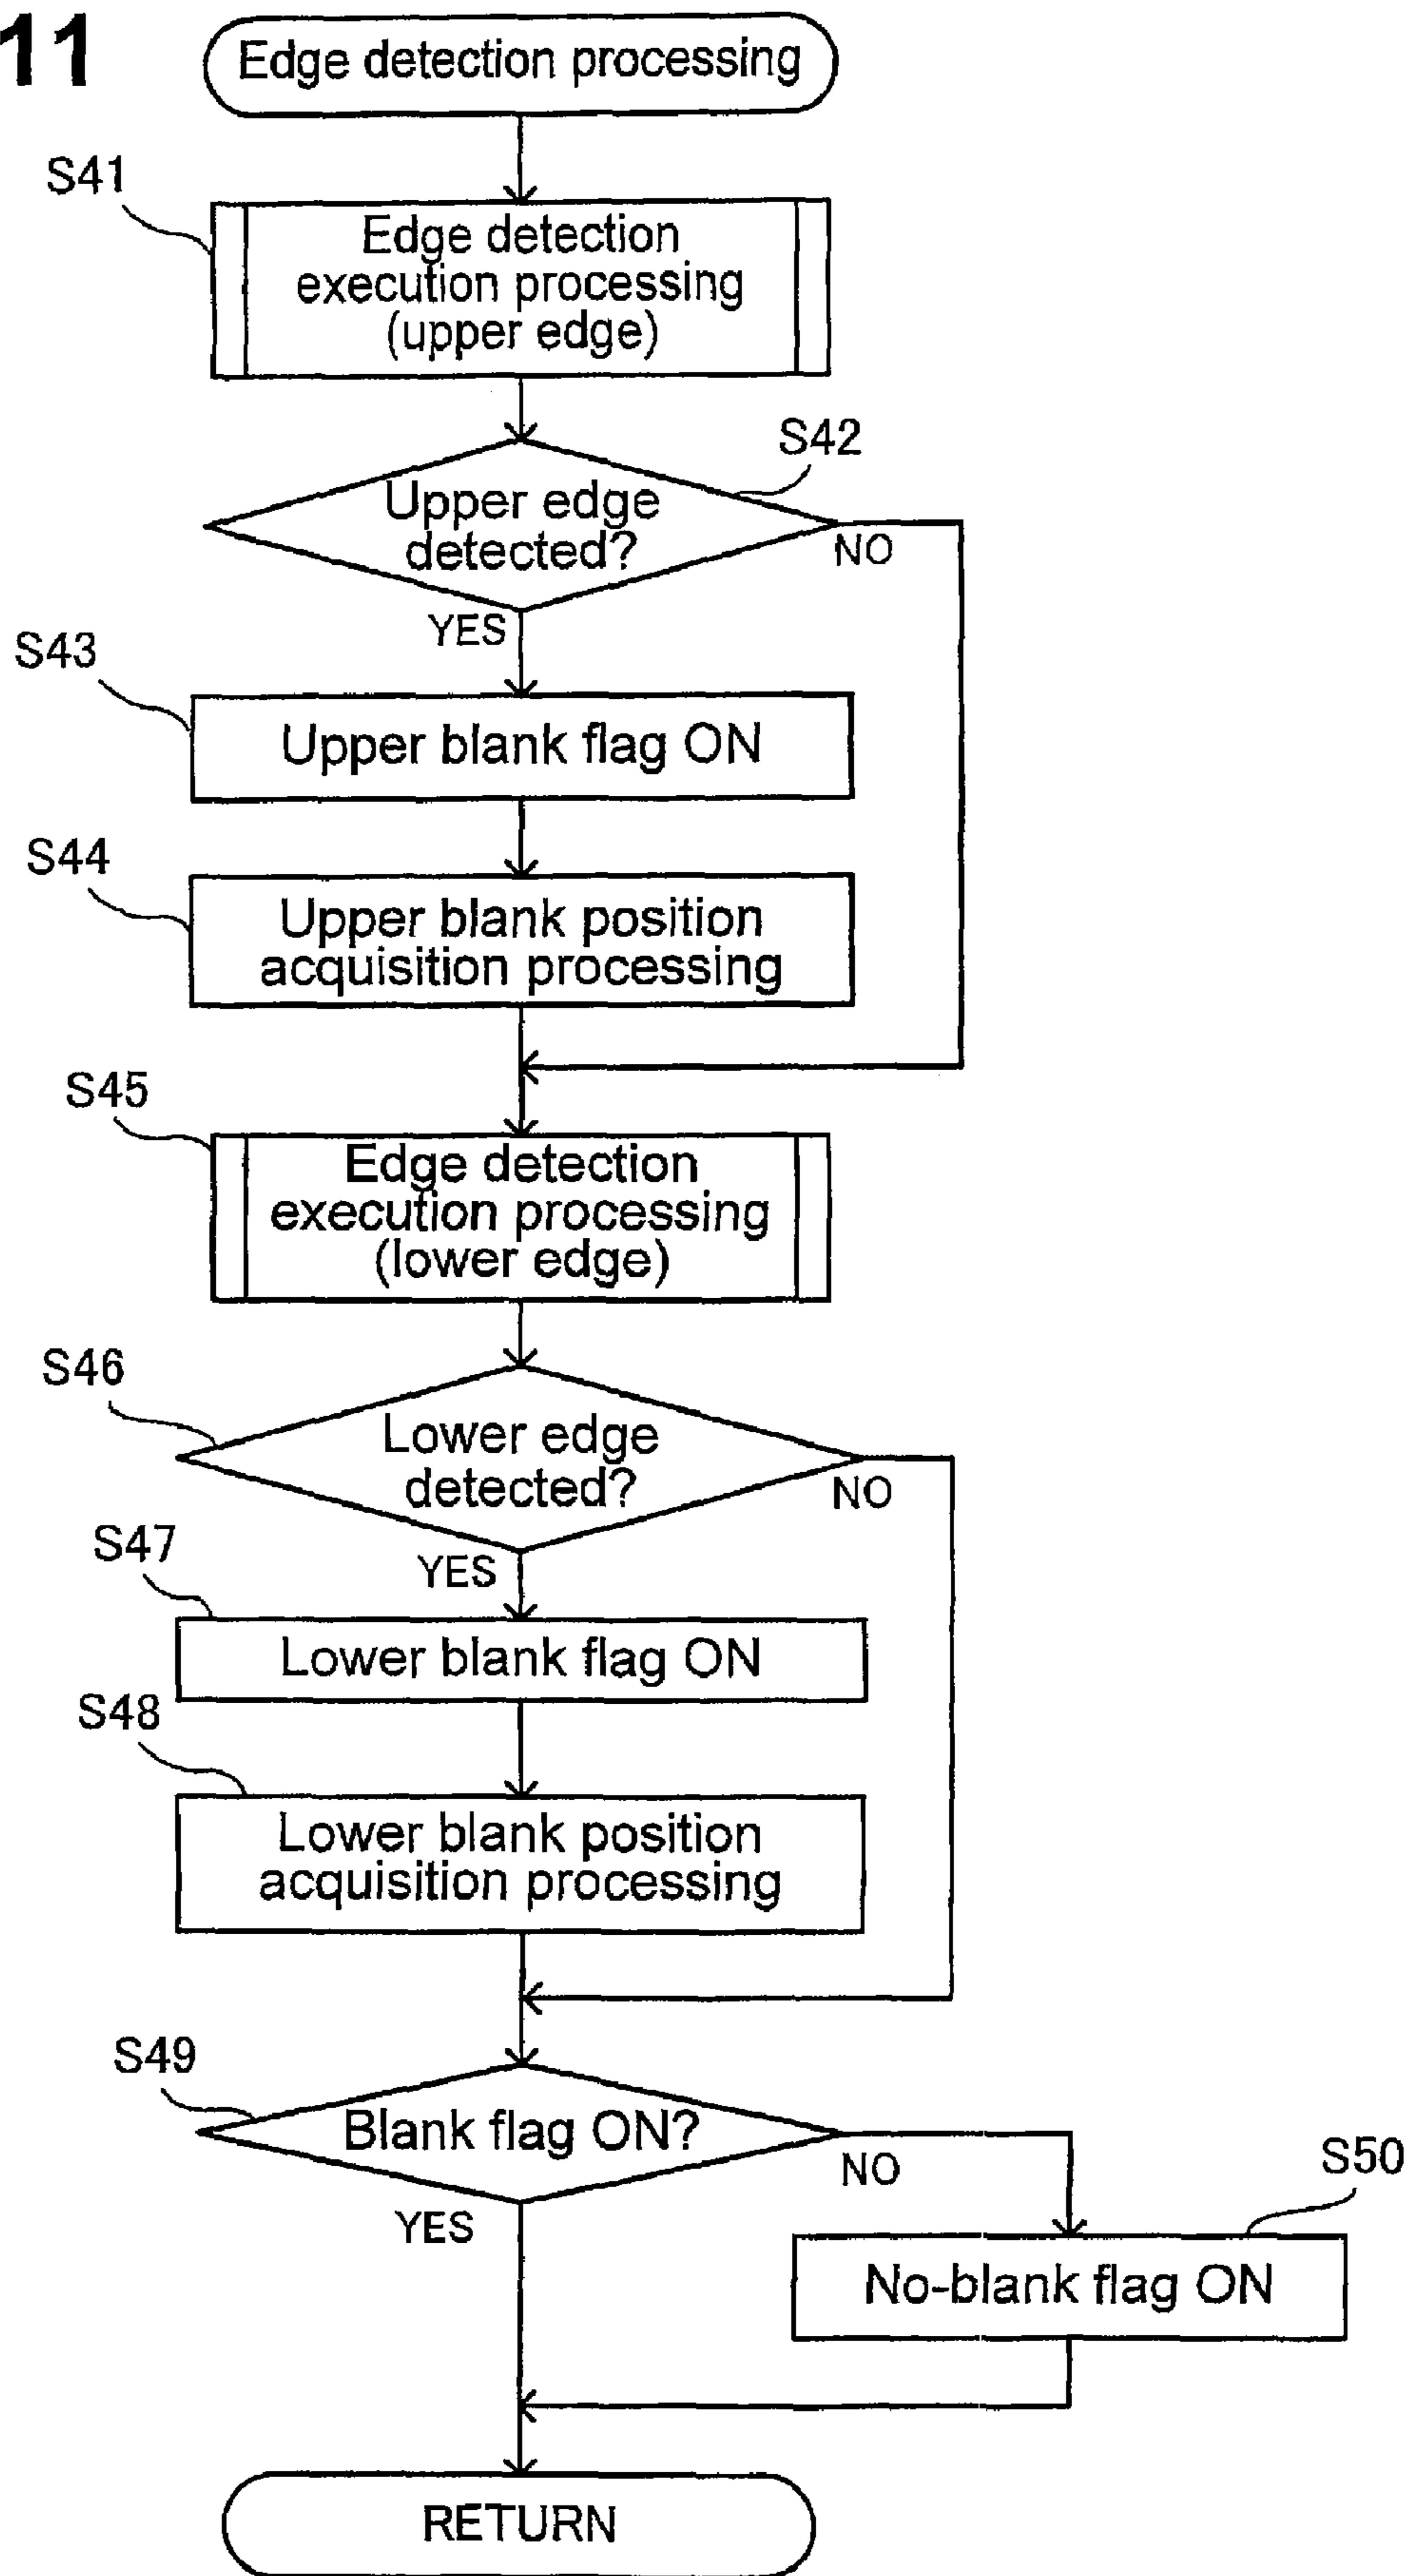 11
Edge detection processing
S41
Edge detection
execution processing
(upper edge)
S42
Upper edge
detected?
NO
YES
S43
Upper blank flag ON
S44
Upper blank position
acquisition processing
S45
Edge detection
execution processing
(lower edge)
S46
Lower edge
detected?
NO
YES
S47
Lower blank flag ON
S48
Lower blank position
acquisition processing
S49
Blank flag ON?
NO
YES
S50
No-blank flag ON
RETURN